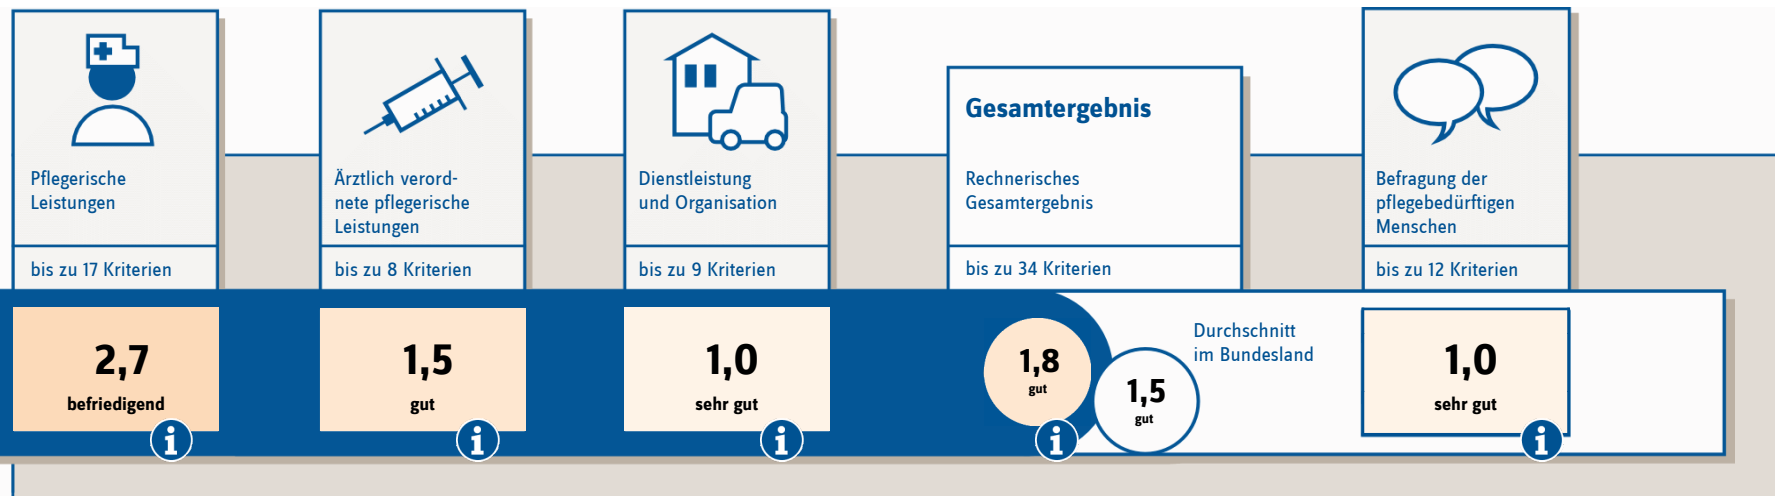 Pflegerische
Leistungen
bis zu 17 Kriterien
2,7
befriedigend
i
Ärztlich verord-
nete pflegerische
Leistungen
bis zu 8 Kriterien
1,5
gut
i
Dienstleistung
und Organisation
bis zu 9 Kriterien
1,0
sehr gut
i
Gesamtergebnis
Rechnerisches
Gesamtergebnis
bis zu 34 Kriterien
1,8
gut
i
Durchschnitt
im Bundesland
1,5
gut
Befragung der
pflegebedürftigen
Menschen
bis zu 12 Kriterien
1,0
sehr gut
i